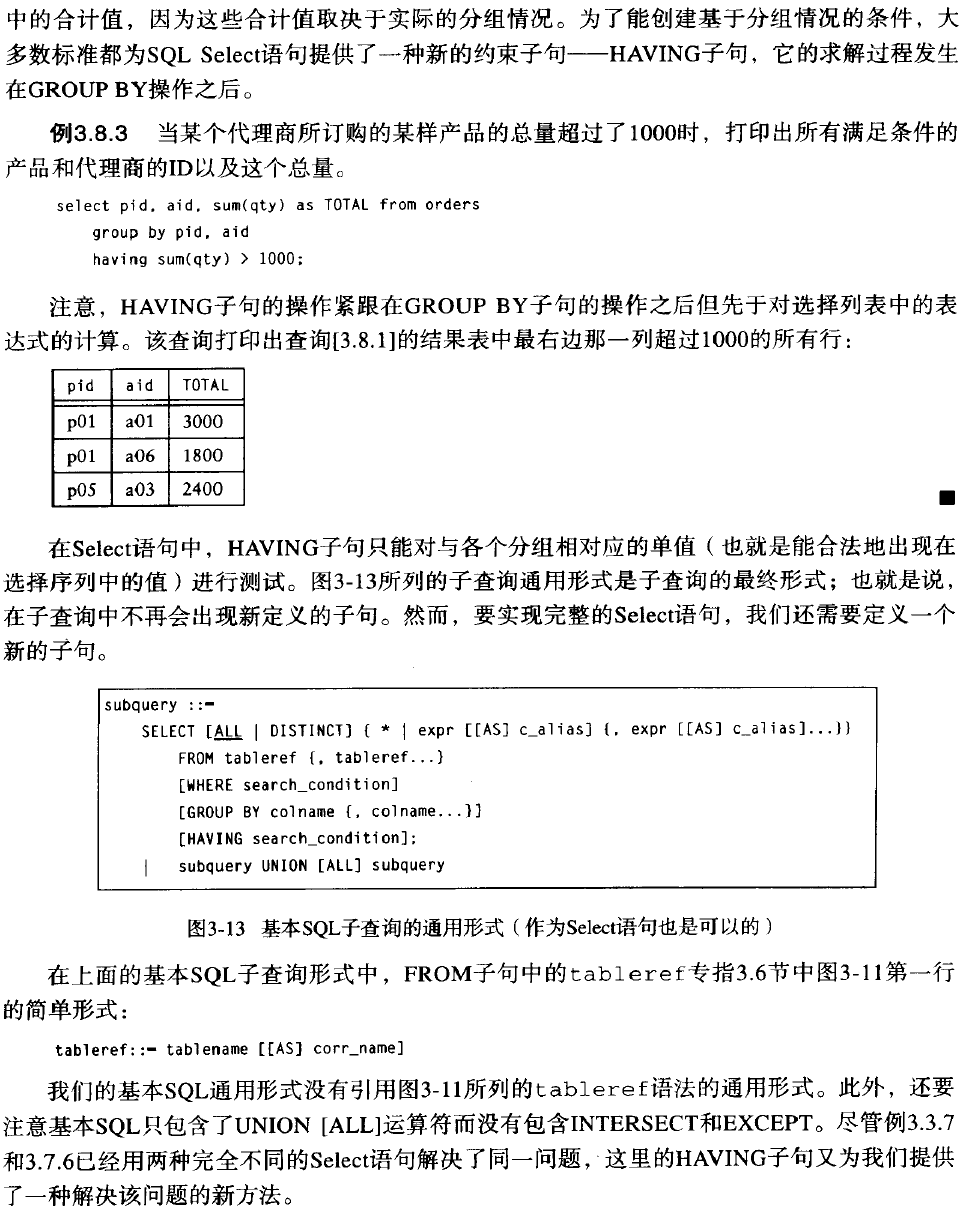 中的合计值，因为这些合计值取决于实际的分组情况。为了能创建基于分组情况的条件，大
多数标准都为SQL Select语句提供了一种新的约束子句——HAVING子句，它的求解过程发生
在GROUP BY操作之后。
例3.8.3 当某个代理商所订购的某样产品的总量超过了1000时，打印出所有满足条件的
产品和代理商的ID以及这个总量。
select pid, aid, sum(qty) as TOTAL from orders
group by pid, aid
having sum(qty) > 1000;
注意，HAVING子句的操作紧跟在GROUP BY子句的操作之后但先于对选择列表中的表
达式的计算。该查询打印出查询[3.8.1]的结果表中最右边那一列超过1000的所有行：
pid aid TOTAL
p01 a01 3000
p01 a06 1800
p05 a03 2400
在Select语句中，HAVING子句只能对与各个分组相对应的单值（也就是能合法地出现在
选择序列中的值）进行测试。图3-13所列的子查询通用形式是子查询的最终形式；也就是说，
在子查询中不再会出现新定义的子句。然而，要实现完整的Select语句，我们还需要定义一个
新的子句。
subquery ::=
SELECT [ALL | DISTINCT] { * | expr [[AS] c_alias] {, expr [[AS] c_alias]...}}
FROM tableref {, tableref...}
[WHERE search_condition]
[GROUP BY colname {, colname...}]
[HAVING search_condition];
| subquery UNION [ALL] subquery
图3-13 基本SQL子查询的通用形式（作为Select语句也是可以的）
在上面的基本SQL子查询形式中，FROM子句中的tableref专指3.6节中图3-11第一行
的简单形式：
tableref::= tablename [[AS] corr_name]
我们的基本SQL通用形式没有引用图3-11所列的tableref语法的通用形式。此外，还要
注意基本SQL只包含了UNION [ALL]运算符而没有包含INTERSECT和EXCEPT。尽管例3.3.7
和3.7.6已经用两种完全不同的Select语句解决了同一问题，这里的HAVING子句又为我们提供
了一种解决该问题的新方法。